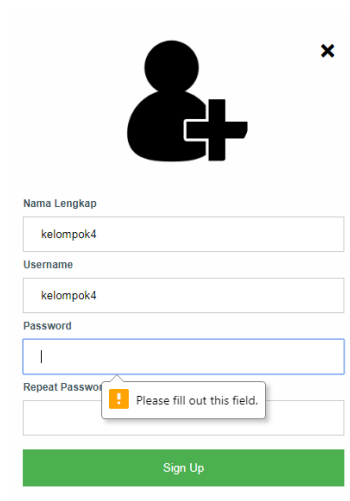 Nama Lengkap
kelompok4
Username
kelompok4
Password
Repeat Passwo
Please fill out this field.
Sign Up